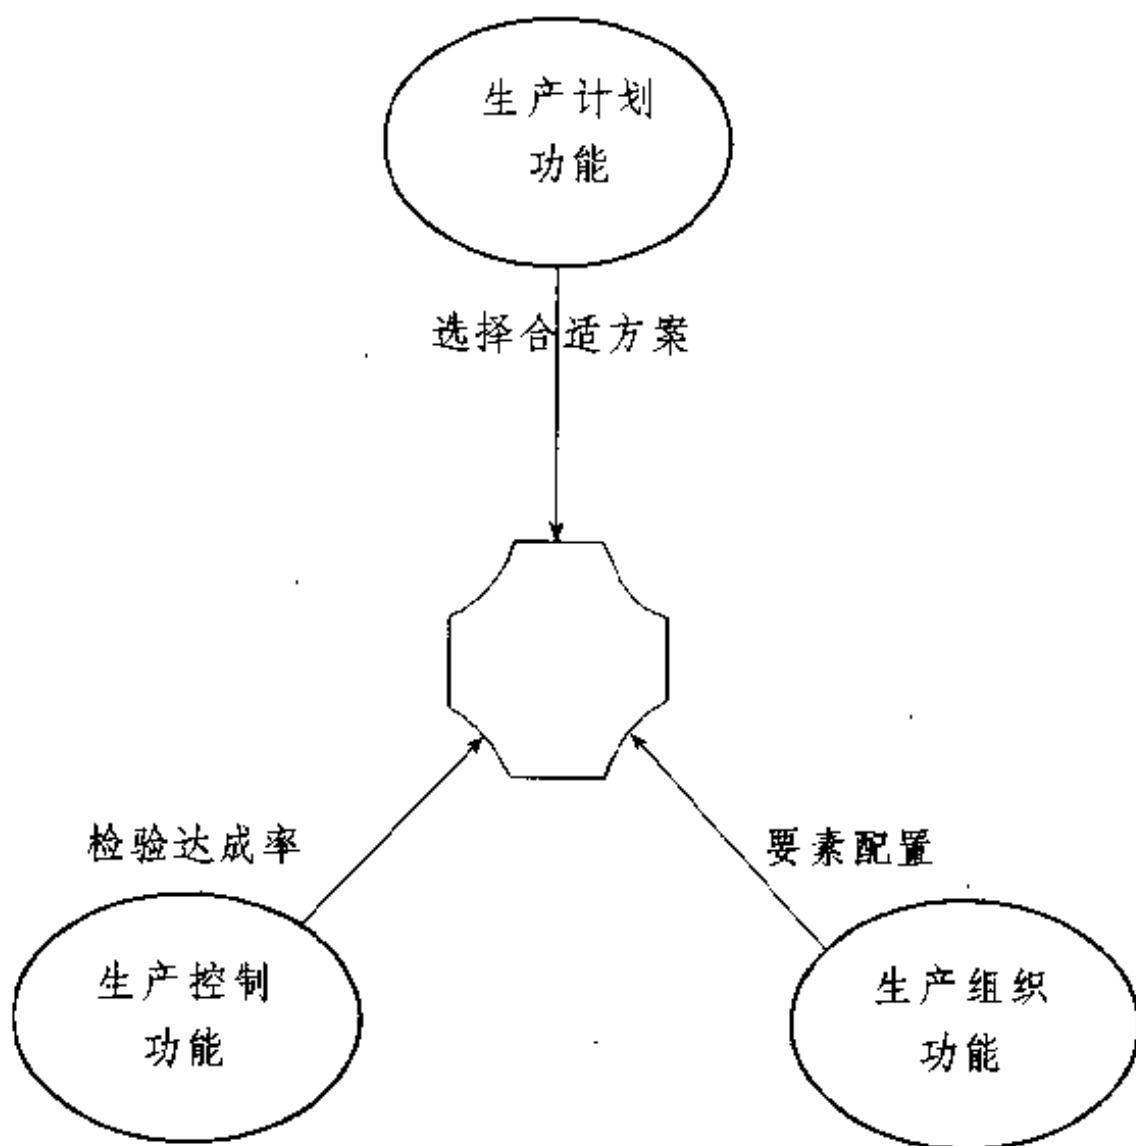 生产计划
功能
选择合适方案
检验达成率
要素配置
生产控制
功能
生产组织
功能